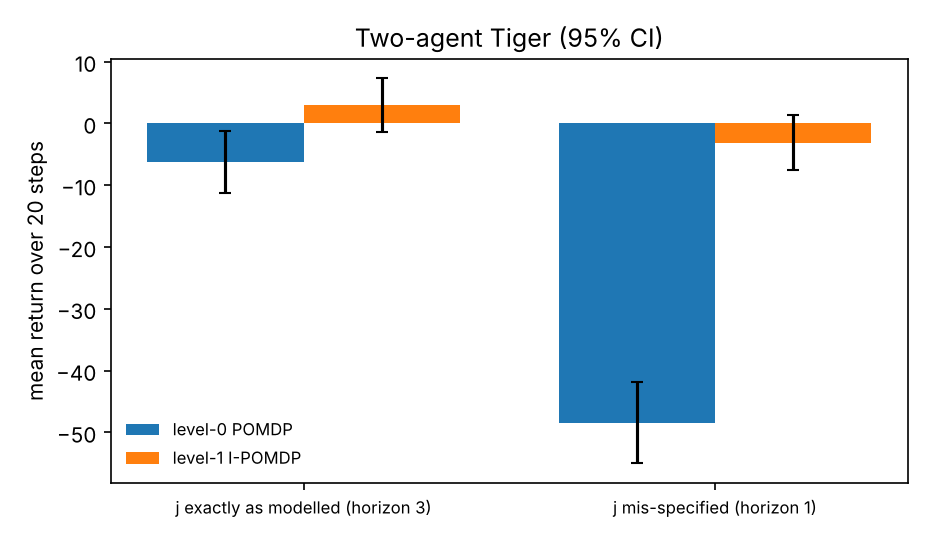 Two-agent Tiger (95% CI)
mean return over 20 steps
10
0
−10
−20
−30
−40
−50
level-0 POMDP
level-1 I-POMDP
j exactly as modelled (horizon 3)
j mis-specified (horizon 1)